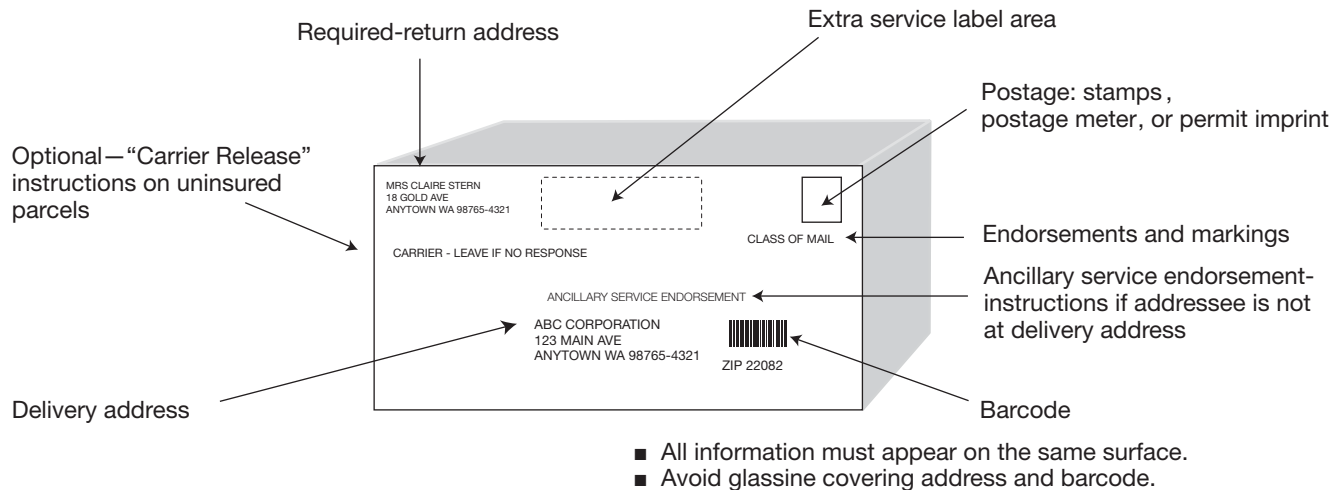 Required-return address
Extra service label area
Postage: stamps,
postage meter, or permit imprint
Optional—“Carrier Release”
instructions on uninsured
parcels
MRS CLAIRE STERN
18 GOLD AVE
ANYTOWN WA 98765-4321
CLASS OF MAIL
Endorsements and markings
CARRIER - LEAVE IF NO RESPONSE
Ancillary service endorsement-
instructions if addressee is not
at delivery address
ANCILLARY SERVICE ENDORSEMENT
ABC CORPORATION
123 MAIN AVE
ANYTOWN WA 98765-4321
ZIP 22082
Delivery address
Barcode
■ All information must appear on the same surface.
■ Avoid glassine covering address and barcode.